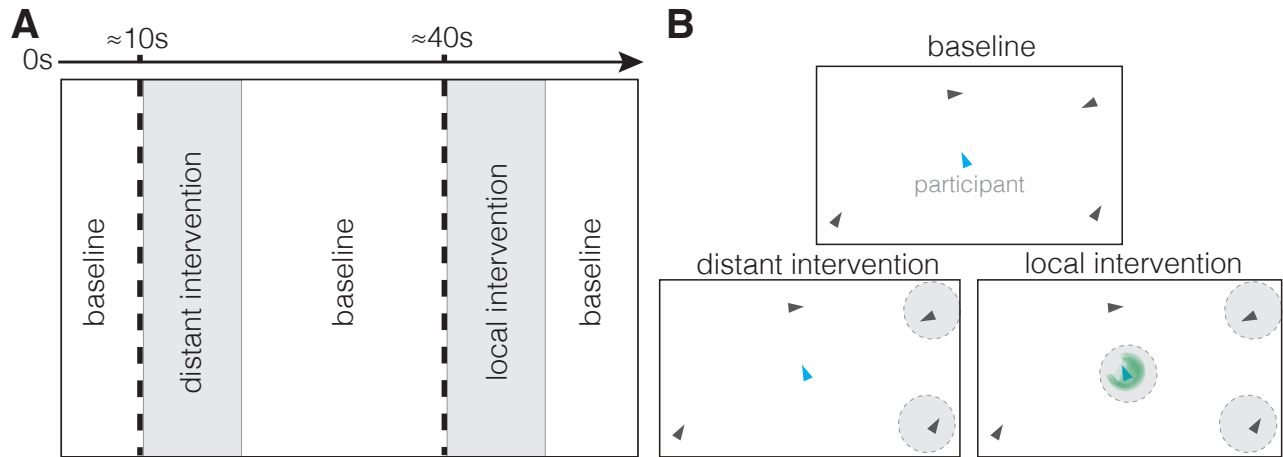 A
≈10s
≈40s
0s
baseline
distant intervention
baseline
local intervention
baseline
B
baseline
participant
distant intervention
local intervention